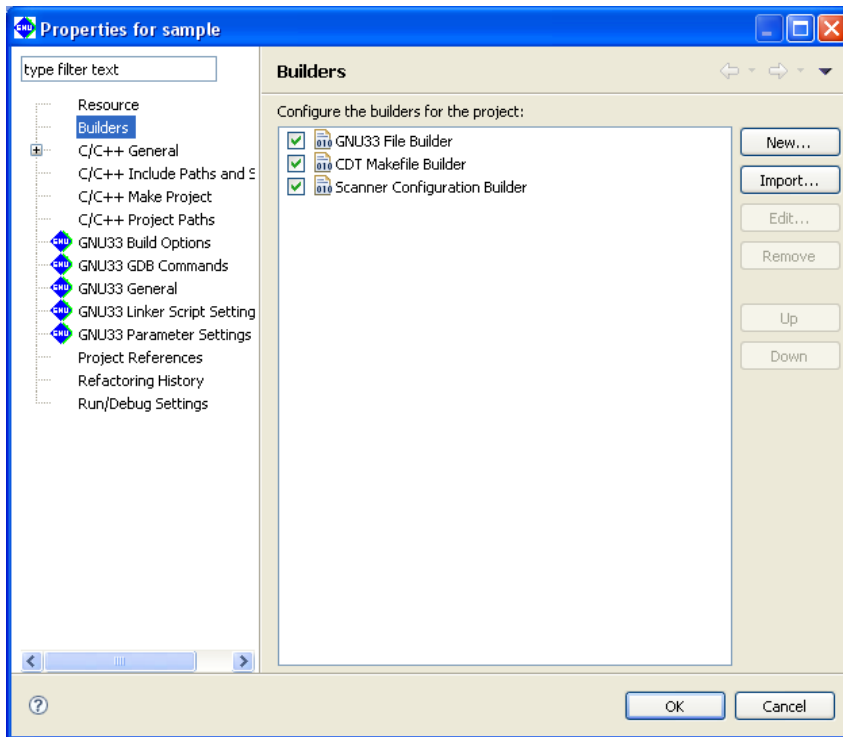 Properties for sample
type filter text
Resource
Builders
C/C++ General
C/C++ Include Paths and S
C/C++ Make Project
C/C++ Project Paths
GNU33 Build Options
GNU33 GDB Commands
GNU33 General
GNU33 Linker Script Setting
GNU33 Parameter Settings
Project References
Refactoring History
Run/Debug Settings
Builders
Configure the builders for the project:
GNU33 File Builder
CDT Makefile Builder
Scanner Configuration Builder
New...
Import...
Edit...
Remove
Up
Down
OK
Cancel